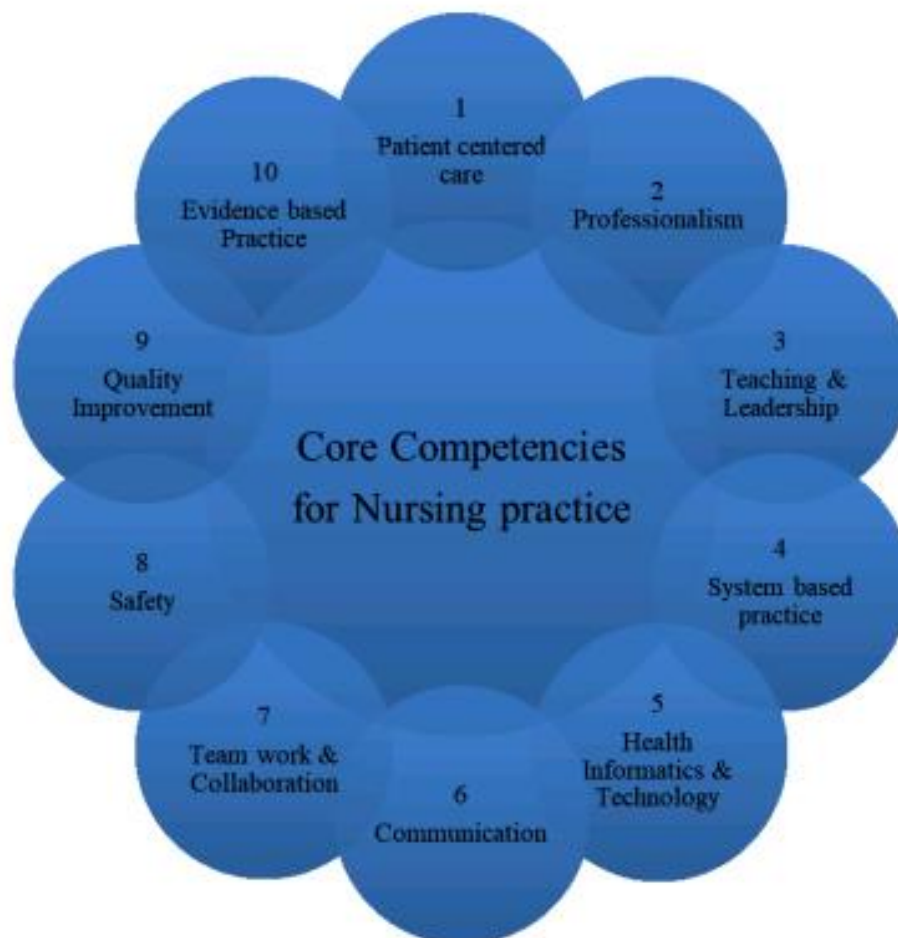 1
Patient centered
care
2
Professionalism
3
Teaching &
Leadership
4
System based
practice
5
Health
Informatics &
Technology
6
Communication
7
Team work &
Collaboration
8
Safety
9
Quality
Improvement
10
Evidence based
Practice
Core Competencies
for Nursing practice